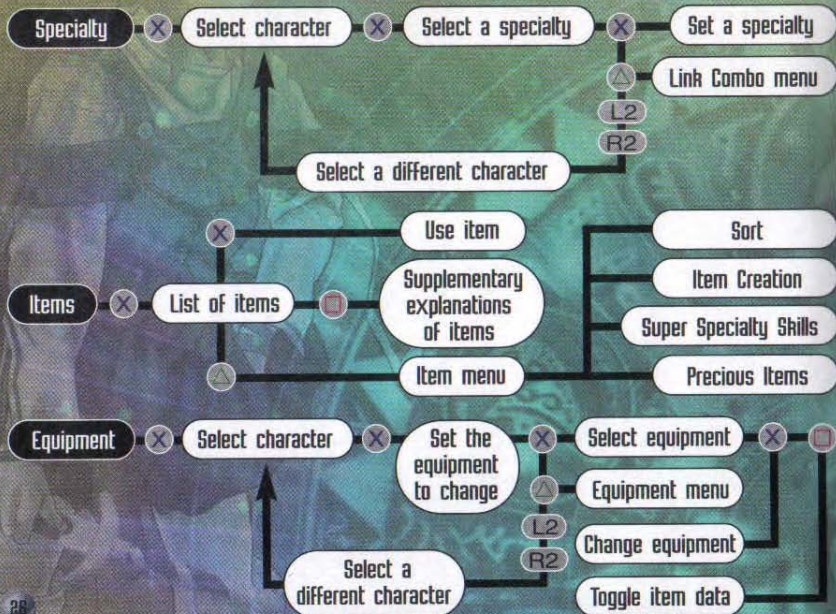 Specialty X Select character X Select a specialty X Set a specialty
△ Link Combo menu
L2
R2
Select a different character
X Use item Sort
Item Creation
Items X List of items □ Supplementary
explanations
of items
Super Specialty Skills
△ Item menu Precious Items
Equipment X Select character X Set the
equipment
to change
X Select equipment X □
△ Equipment menu
L2
R2
Change equipment
Select a
different character
Toggle item data
26